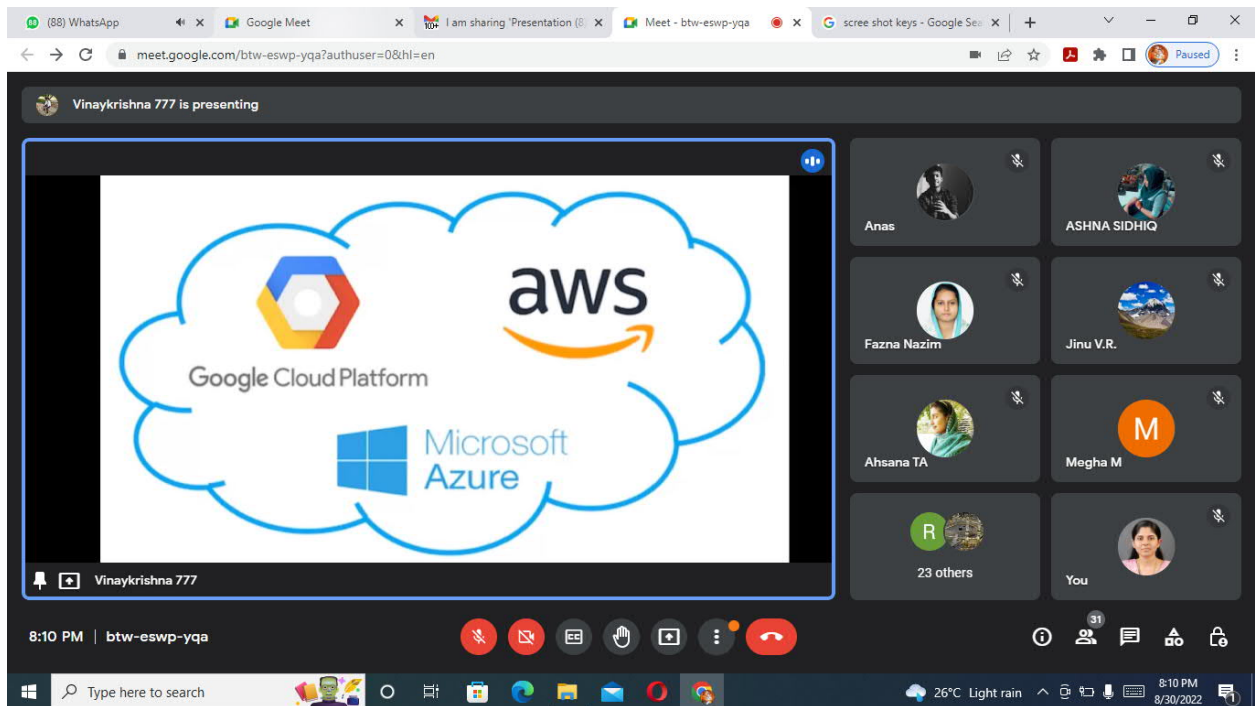 (88) WhatsApp
Google Meet
I am sharing 'Presentation (8
Meet - btw-eswp-yqa
scree shot keys - Google Sea
meet.google.com/btw-eswp-yqa?authuser=0&hl=en
Paused
Vinaykrishna 777 is presenting
aws
Google Cloud Platform
Microsoft
Azure
Vinaykrishna 777
Anas
ASHNA SIDHIQ
Fazna Nazim
Jinu V.R.
Ahsana TA
M
Megha M
R
23 others
You
8:10 PM | btw-eswp-yqa
CC
31
Type here to search
26°C Light rain
8:10 PM
8/30/2022
1